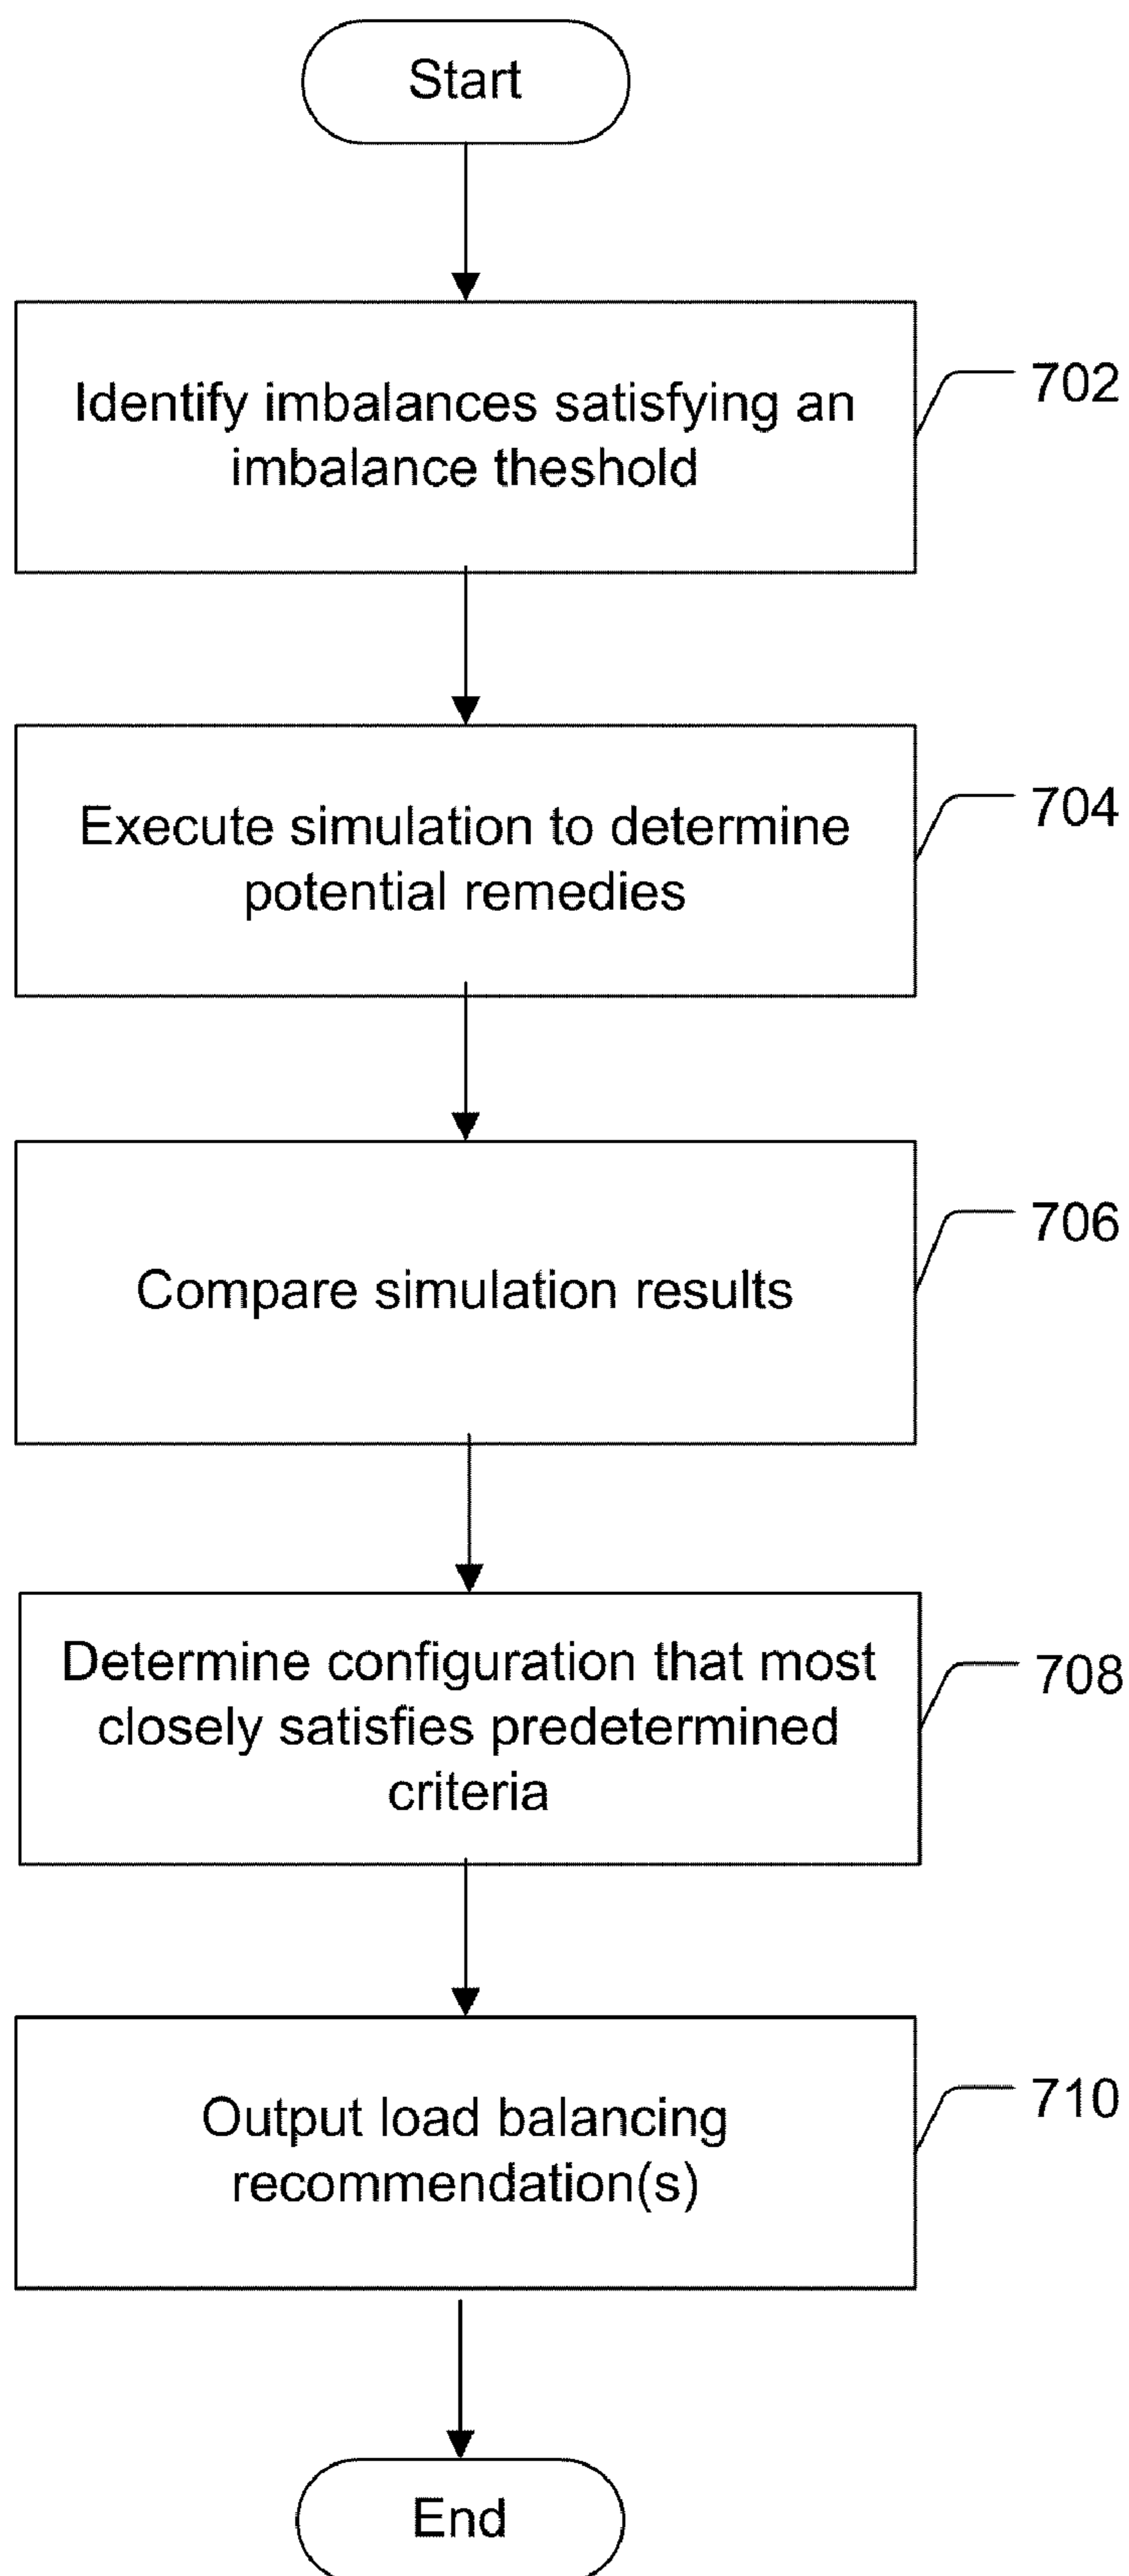 Start
Identify imbalances satisfying an
imbalance theshold
702
Execute simulation to determine
potential remedies
704
Compare simulation results
706
Determine configuration that most
closely satisfies predetermined
criteria
708
Output load balancing
recommendation(s)
710
End